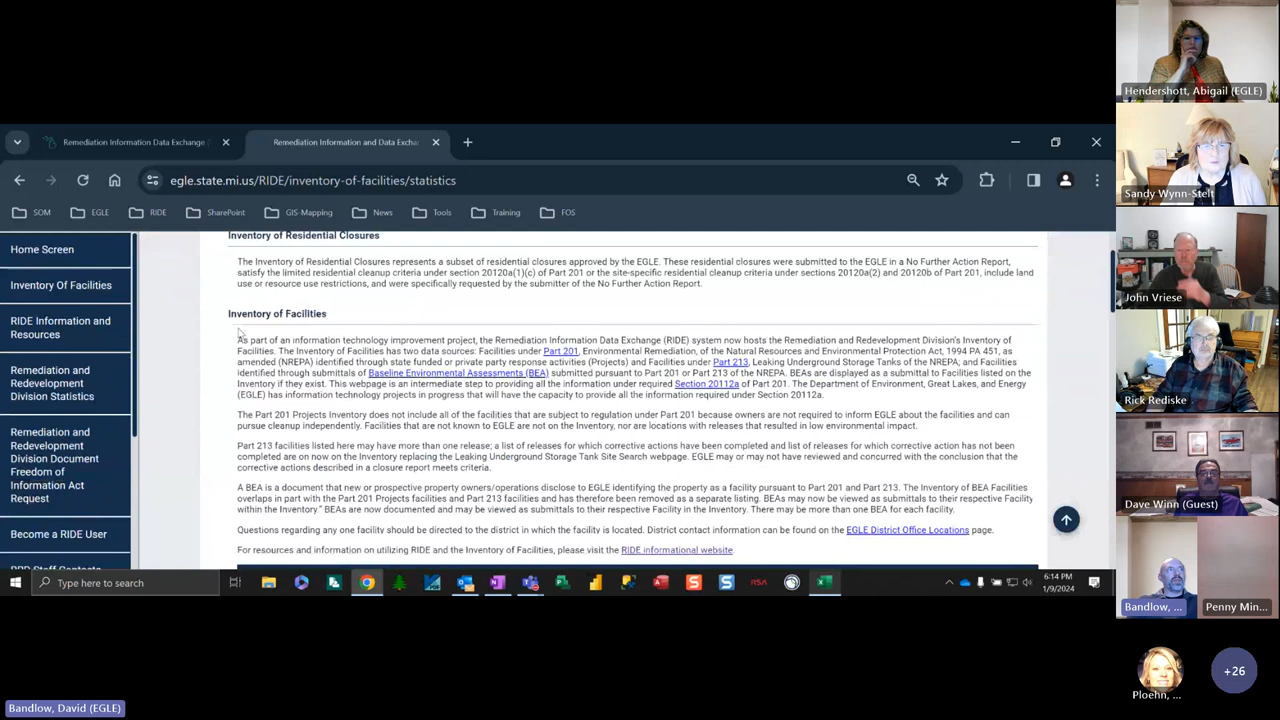 Remediation Information Data Exchange
Remediation Information and Data Excha
egle.state.mi.us/RIDE/inventory-of-facilities/statistics
SOM EGLE RIDE SharePoint GIS-Mapping News Tools Training FOS
Home Screen
Inventory Of Facilities
RIDE Information and
Resources
Remediation and
Redevelopment
Division Statistics
Remediation and
Redevelopment
Division Document
Freedom of
Information Act
Request
Become a RIDE User
RRD Staff Contacts
Inventory of Residential Closures
The Inventory of Residential Closures represents a subset of residential closures approved by the EGLE. These residential closures were submitted to the EGLE in a No Further Action Report,
satisfy the limited residential cleanup criteria under section 20120a(1)(c) of Part 201 or the site-specific residential cleanup criteria under sections 20120a(2) and 20120b of Part 201, include land
use or resource use restrictions, and were specifically requested by the submitter of the No Further Action Report.
Inventory of Facilities
As part of an information technology improvement project, the Remediation Information Data Exchange (RIDE) system now hosts the Remediation and Redevelopment Division's Inventory of
Facilities. The Inventory of Facilities has two data sources: Facilities under Part 201, Environmental Remediation, of the Natural Resources and Environmental Protection Act, 1994 PA 451, as
amended (NREPA) identified through state funded or private party response activities (Projects) and Facilities under Part 213, Leaking Underground Storage Tanks of the NREPA; and Facilities
identified through submittals of Baseline Environmental Assessments (BEA) submitted pursuant to Part 201 or Part 213 of the NREPA. BEAs are displayed as a submittal to Facilities listed on the
Inventory if they exist. This webpage is an intermediate step to providing all the information under required Section 20112a of Part 201. The Department of Environment, Great Lakes, and Energy
(EGLE) has information technology projects in progress that will have the capacity to provide all the information required under Section 20112a.
The Part 201 Projects Inventory does not include all of the facilities that are subject to regulation under Part 201 because owners are not required to inform EGLE about the facilities and can
pursue cleanup independently. Facilities that are not known to EGLE are not on the Inventory, nor are locations with releases that resulted in low environmental impact.
Part 213 facilities listed here may have more than one release; a list of releases for which corrective actions have been completed and list of releases for which corrective action has not been
completed are on now on the Inventory replacing the Leaking Underground Storage Tank Site Search webpage. EGLE may or may not have reviewed and concurred with the conclusion that the
corrective actions described in a closure report meets criteria.
A BEA is a document that new or prospective property owners/operations disclose to EGLE identifying the property as a facility pursuant to Part 201 and Part 213. The Inventory of BEA Facilities
overlaps in part with the Part 201 Projects facilities and Part 213 facilities and has therefore been removed as a separate listing. BEAs may now be viewed as submittals to their respective Facility
within the Inventory." BEAs are now documented and may be viewed as submittals to their respective Facility in the Inventory. There may be more than one BEA for each facility.
Questions regarding any one facility should be directed to the district in which the facility is located. District contact information can be found on the EGLE District Office Locations page.
For resources and information on utilizing RIDE and the Inventory of Facilities, please visit the RIDE informational website.
Type here to search
RSA
6:14 PM
1/9/2024
Hendershott, Abigail (EGLE)
Sandy Wynn-Stelt
John Vriese
Rick Rediske
Dave Winn (Guest)
Bandlow, ... Penny Min...
Ploehn, ... +26
Bandlow, David (EGLE)